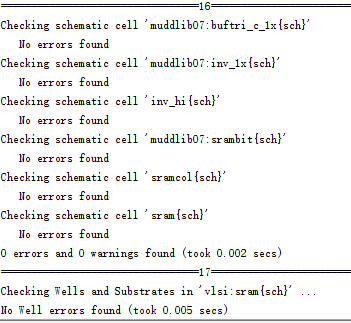 ==============================16==============================
Checking schematic cell 'muddlib07:buftri_c_1x{sch}'
No errors found
Checking schematic cell 'muddlib07:inv_1x{sch}'
No errors found
Checking schematic cell 'inv_hi{sch}'
No errors found
Checking schematic cell 'muddlib07:srambit{sch}'
No errors found
Checking schematic cell 'sramcol{sch}'
No errors found
Checking schematic cell 'sram{sch}'
No errors found
0 errors and 0 warnings found (took 0.002 secs)
==============================17==============================
Checking Wells and Substrates in 'vlsi:sram{sch}' ...
No Well errors found (took 0.005 secs)